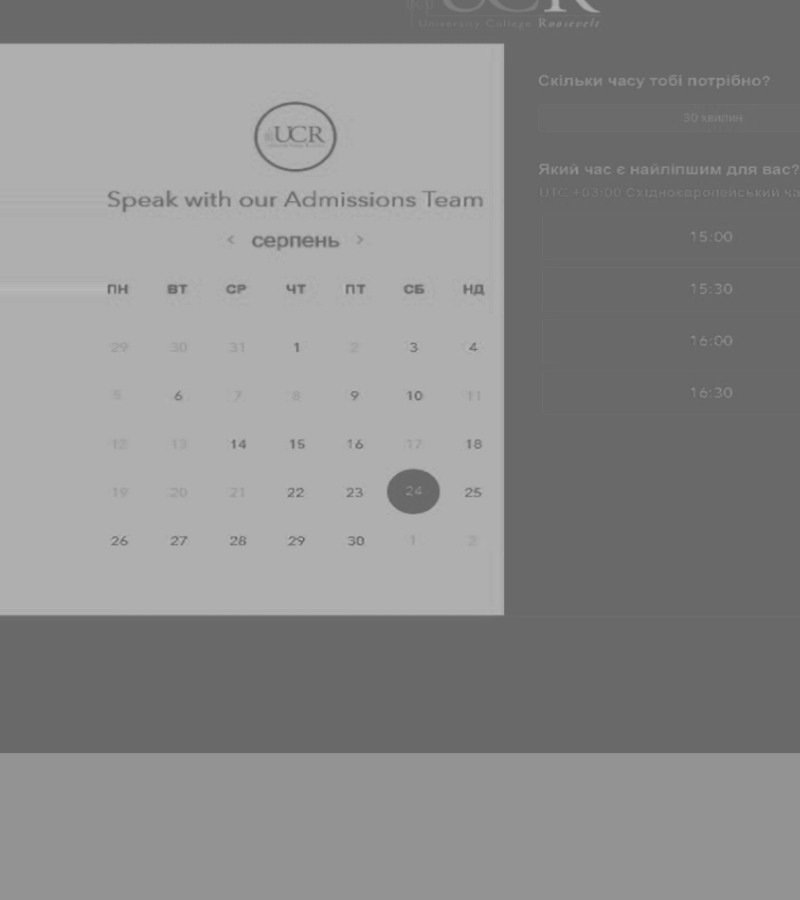 UCR
University College Roosevelt
UCR
Speak with our Admissions Team
< серпень >
ПН ВТ СР ЧТ ПТ СБ НД
29 30 31 1 2 3 4
5 6 7 8 9 10 11
12 13 14 15 16 17 18
19 20 21 22 23 24 25
26 27 28 29 30 1 2
Скільки часу тобі потрібно?
30 хвилин
Який час є найліпшим для вас?
UTC +03:00 Східноєвропейський
15:00
15:30
16:00
16:30